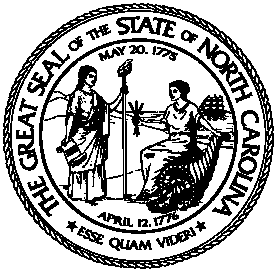 THE GREAT SEAL OF THE STATE OF NORTH CAROLINA
MAY 20, 1775
APRIL 12, 1776
ESSE QUAM VIDERI